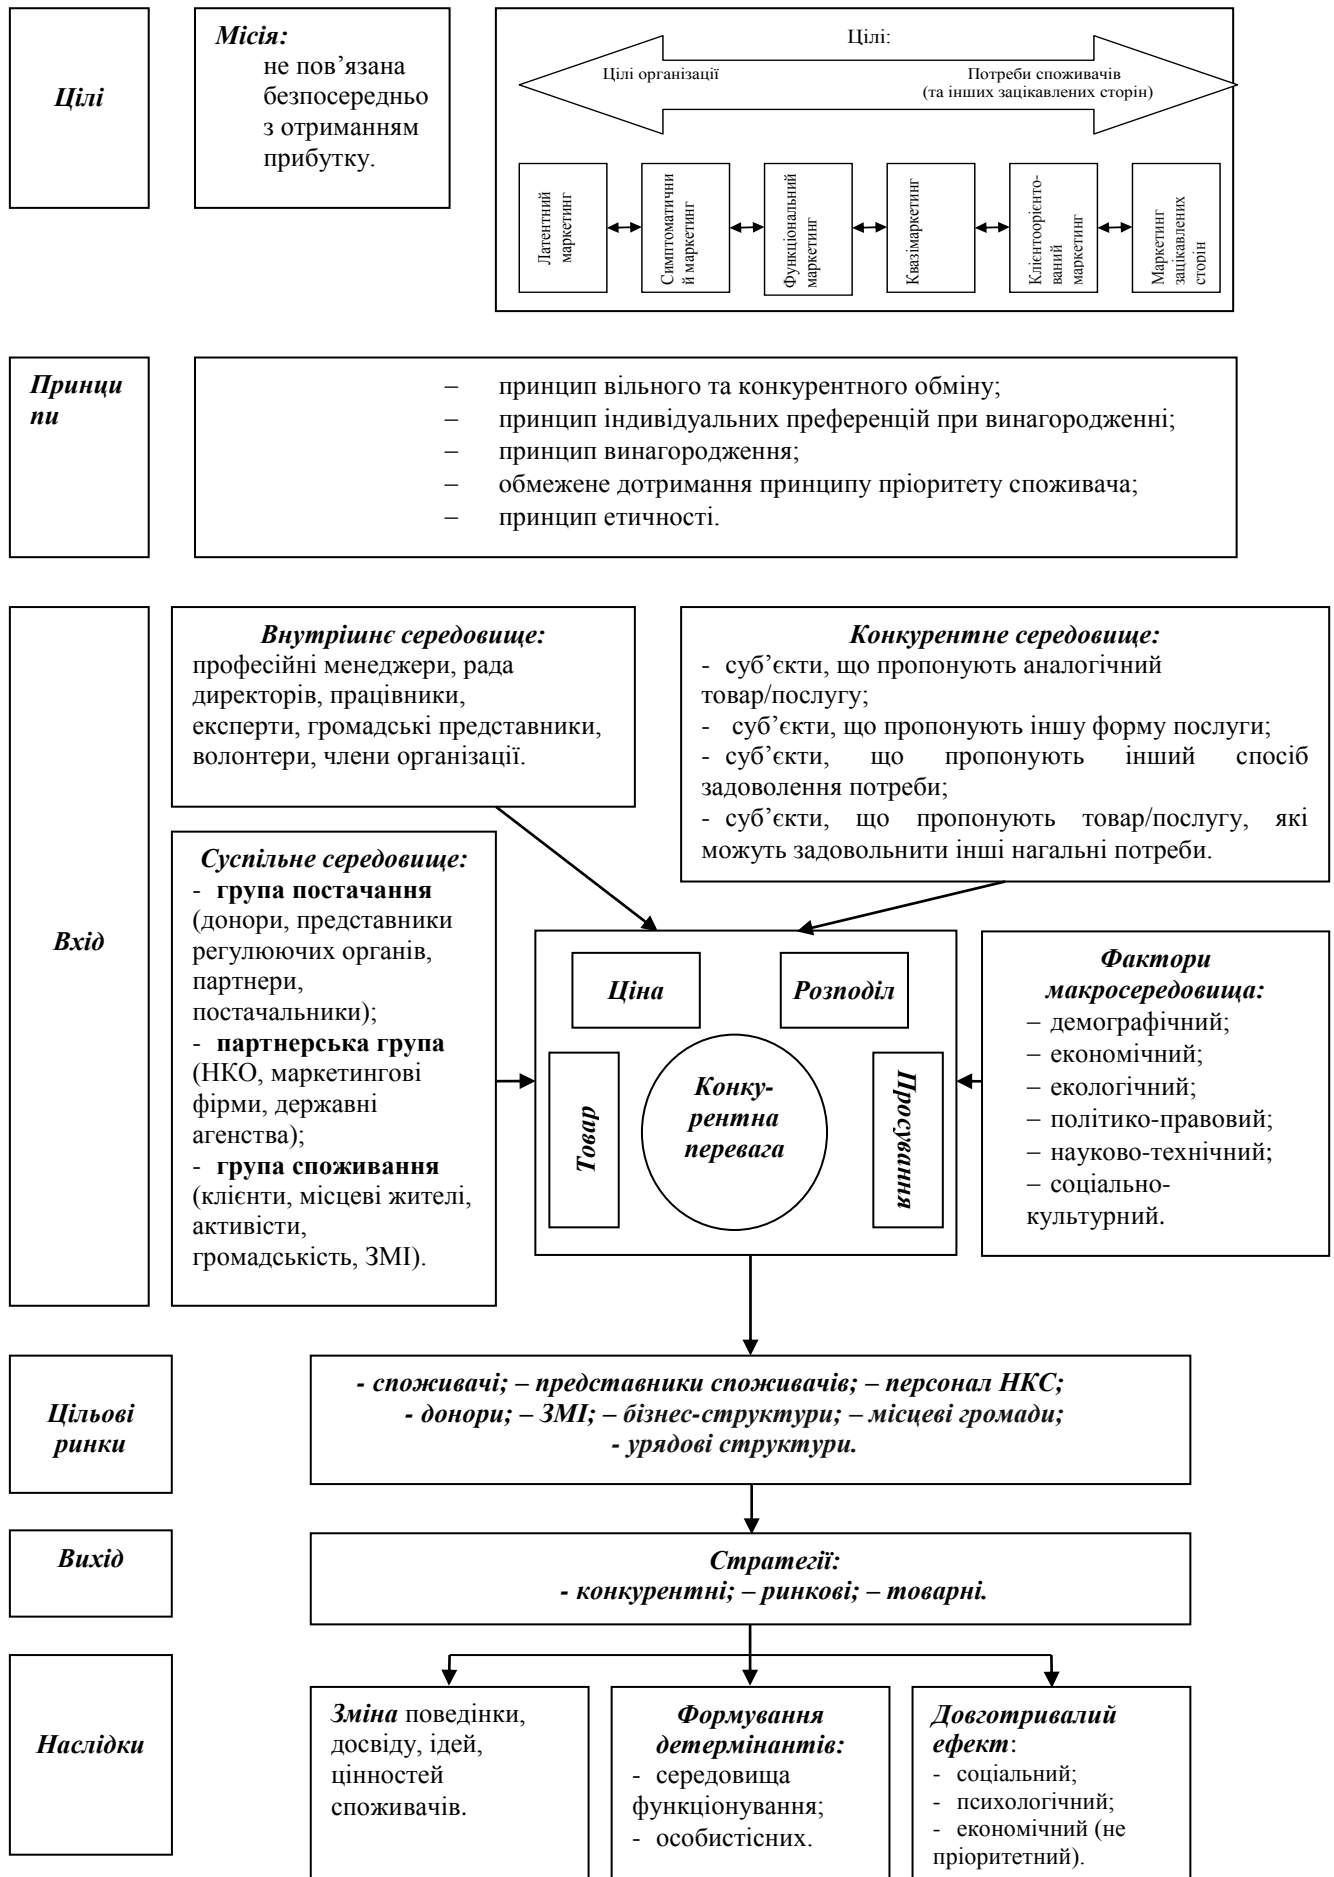 Цілі
Місія:
не пов’язана
безпосередньо
з отриманням
прибутку.
Цілі:
Цілі організації
Потреби споживачів
(та інших зацікавлених сторін)
Латентний
маркетинг
Симптоматични
й маркетинг
Функціональний
маркетинг
Квазімаркетинг
Клієнтоорієнто-
ваний
маркетинг
Маркетинг
зацікавлених
сторін
Принци
пи
– принцип вільного та конкурентного обміну;
– принцип індивідуальних преференцій при винагородженні;
– принцип винагородження;
– обмежене дотримання принципу пріоритету споживача;
– принцип етичності.
Вхід
Внутрішнє середовище:
професійні менеджери, рада
директорів, працівники,
експерти, громадські представники,
волонтери, члени організації.
Конкурентне середовище:
- суб’єкти, що пропонують аналогічний
товар/послугу;
- суб’єкти, що пропонують іншу форму послуги;
- суб’єкти, що пропонують інший спосіб
задоволення потреби;
- суб’єкти, що пропонують товар/послугу, які
можуть задовольнити інші нагальні потреби.
Суспільне середовище:
- група постачання
(донори, представники
регулюючих органів,
партнери,
постачальники);
- партнерська група
(НКО, маркетингові
фірми, державні
агенства);
- група споживання
(клієнти, місцеві жителі,
активісти,
громадськість, ЗМІ).
Ціна
Розподіл
Товар
Конку-
рентна
перевага
Просування
Фактори
макросередовища:
– демографічний;
– економічний;
– екологічний;
– політико-правовий;
– науково-технічний;
– соціально-
культурний.
Цільові
ринки
- споживачі; – представники споживачів; – персонал НКС;
- донори; – ЗМІ; – бізнес-структури; – місцеві громади;
- урядові структури.
Вихід
Стратегії:
- конкурентні; – ринкові; – товарні.
Наслідки
Зміна поведінки,
досвіду, ідей,
цінностей
споживачів.
Формування
детермінантів:
- середовища
функціонування;
- особистісних.
Довготривалий
ефект:
- соціальний;
- психологічний;
- економічний (не
пріоритетний).